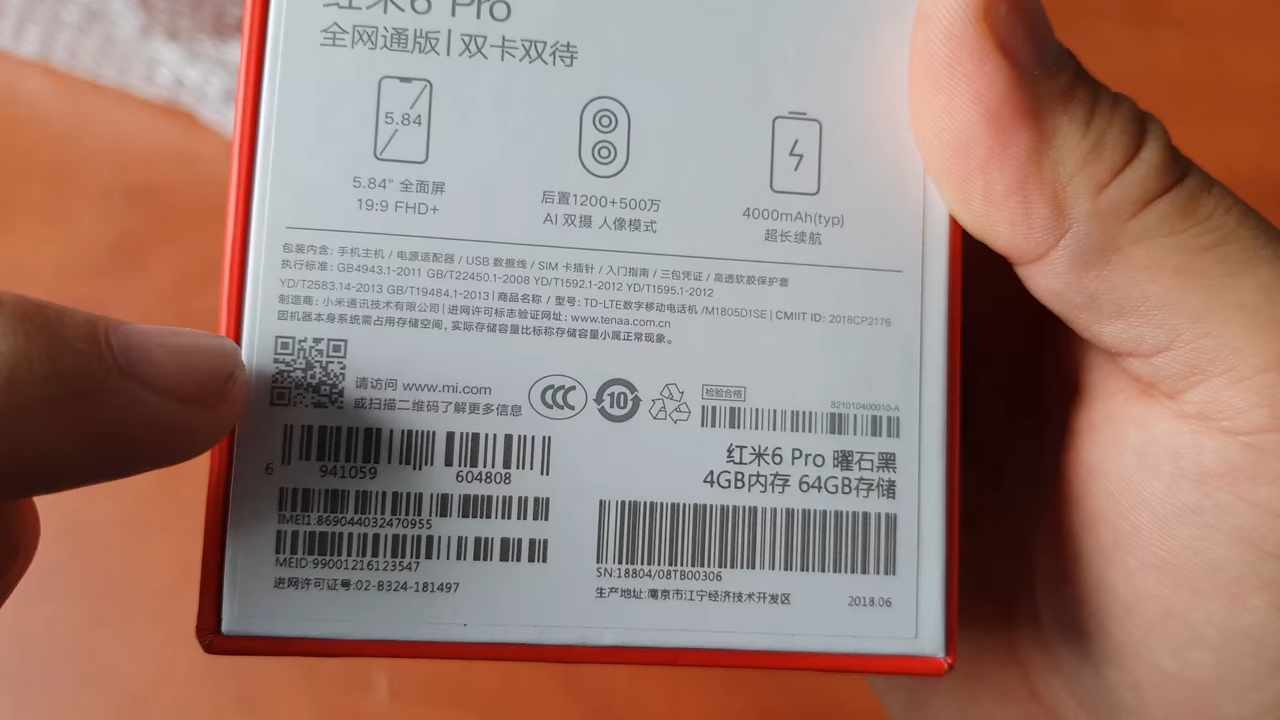 红米6 Pro
全网通版|双卡双待
5.84
5.84" 全面屏
19:9 FHD+
后置1200+500万
AI 双摄 人像模式
4000mAh(typ)
超长续航
包装内含: 手机主机 / 电源适配器 / USB 数据线 / SIM 卡插针 / 入门指南 / 三包凭证 / 高透软胶保护套
执行标准: GB4943.1-2011 GB/T22450.1-2008 YD/T1592.1-2012 YD/T1595.1-2012
YD/T2583.14-2013 GB/T19484.1-2013 | 商品名称 / 型号: TD-LTE数字移动电话机 /M1805D1SE | CMIIT ID: 2018CP2176
制造商: 小米通讯技术有限公司 | 进网许可标志验证网址: www.tenaa.com.cn
因机器本身系统需占用存储空间, 实际存储容量比标称存储容量小属正常现象。
请访问 www.mi.com
或扫描二维码了解更多信息
CCC
10
检验合格
821010400010-A
6 941059 604808
红米6 Pro 曜石黑
4GB内存 64GB存储
IMEI1:869044032470955
MEID:99001216123547
进网许可证号:02-B324-181497
SN:18804/08TB00306
生产地址:南京市江宁经济技术开发区
2018.06